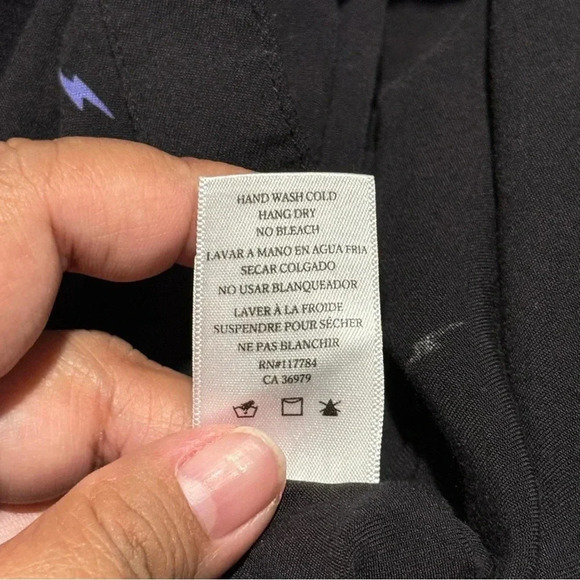 HAND WASH COLD
HANG DRY
NO BLEACH
LAVAR A MANO EN AGUA FRIA
SECAR COLGADO
NO USAR BLANQUEADOR
LAVER À LA FROIDE
SUSPENDRE POUR SÈCHER
NE PAS BLANCHIR
RN#117784
CA 36979